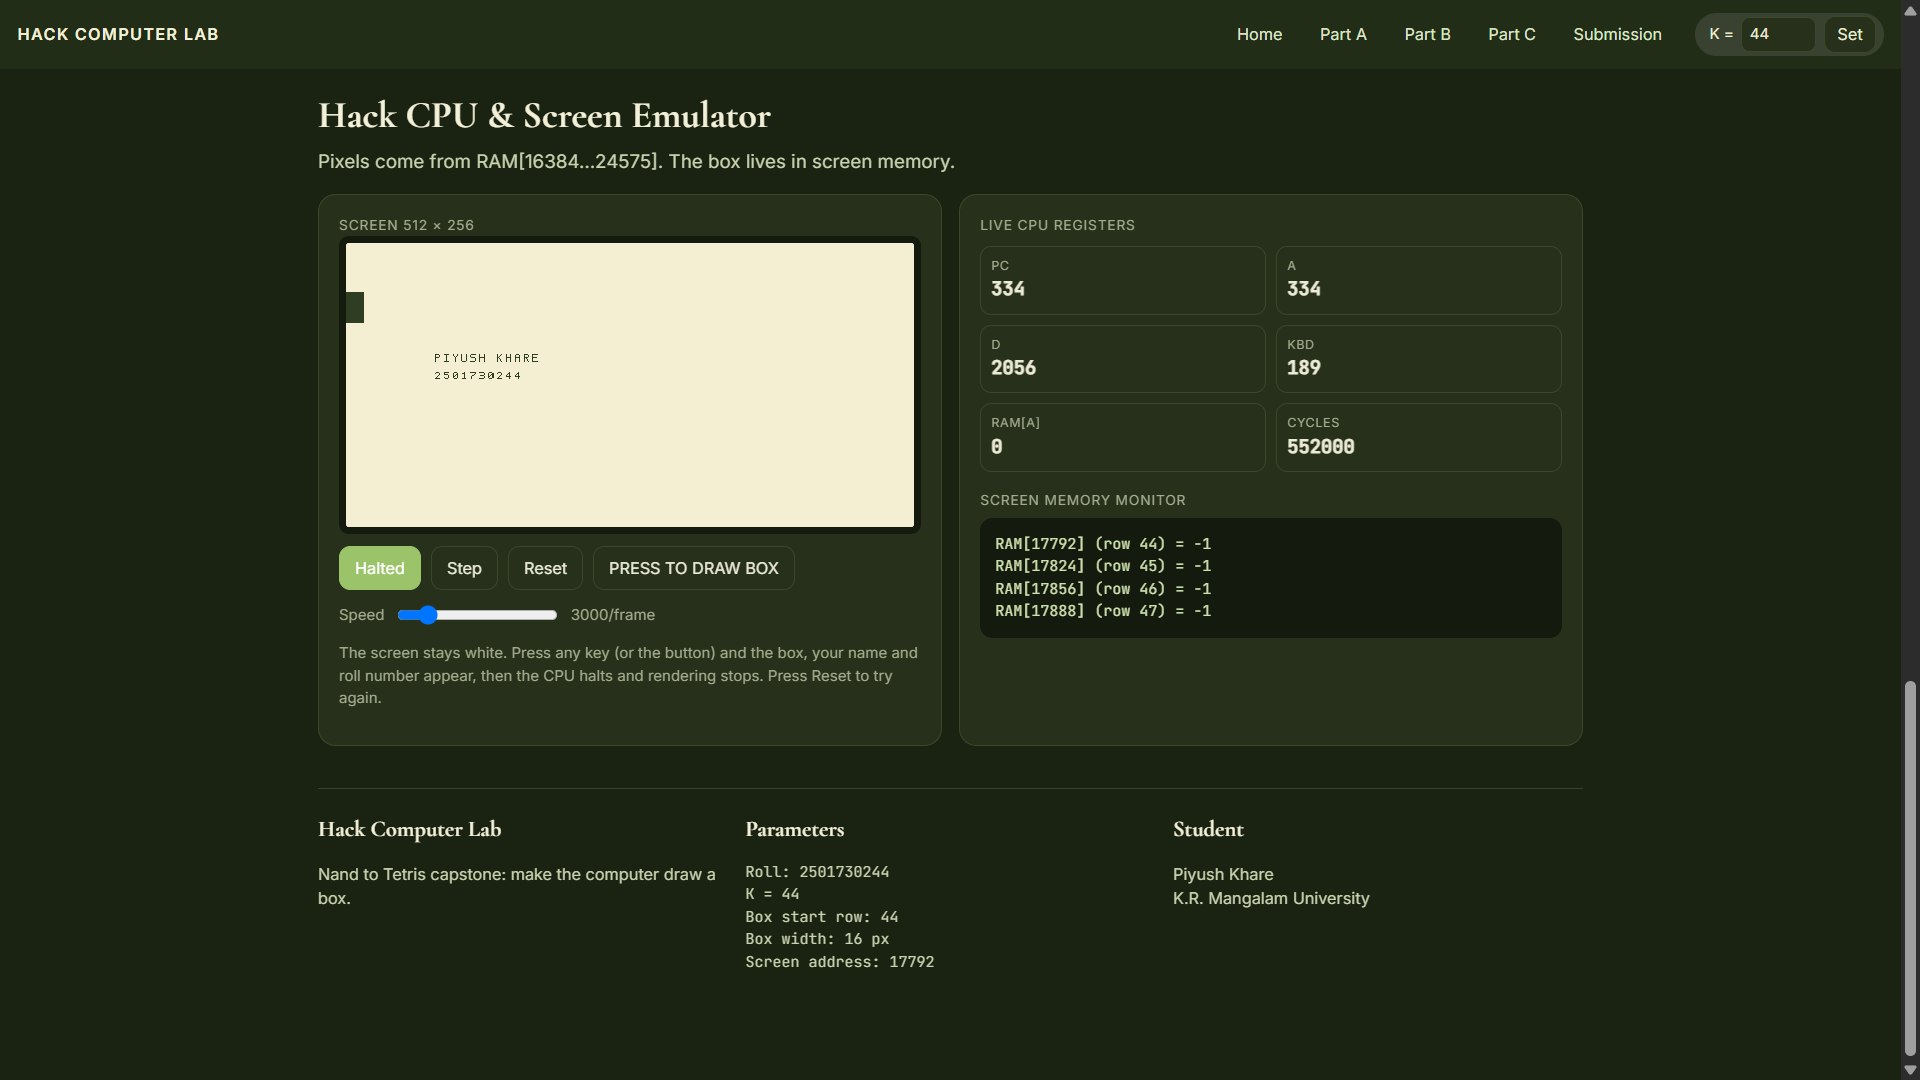 HACK COMPUTER LAB
Home Part A Part B Part C Submission K = 44 Set
Hack CPU & Screen Emulator
Pixels come from RAM[16384...24575]. The box lives in screen memory.
SCREEN 512 × 256
PIYUSH KHARE
2501730244
Halted Step Reset PRESS TO DRAW BOX
Speed 3000/frame
The screen stays white. Press any key (or the button) and the box, your name and
roll number appear, then the CPU halts and rendering stops. Press Reset to try
again.
LIVE CPU REGISTERS
PC
334
A
334
D
2056
KBD
189
RAM[A]
0
CYCLES
552000
SCREEN MEMORY MONITOR
RAM[17792] (row 44) = -1
RAM[17824] (row 45) = -1
RAM[17856] (row 46) = -1
RAM[17888] (row 47) = -1
Hack Computer Lab
Nand to Tetris capstone: make the computer draw a
box.
Parameters
Roll: 2501730244
K = 44
Box start row: 44
Box width: 16 px
Screen address: 17792
Student
Piyush Khare
K.R. Mangalam University